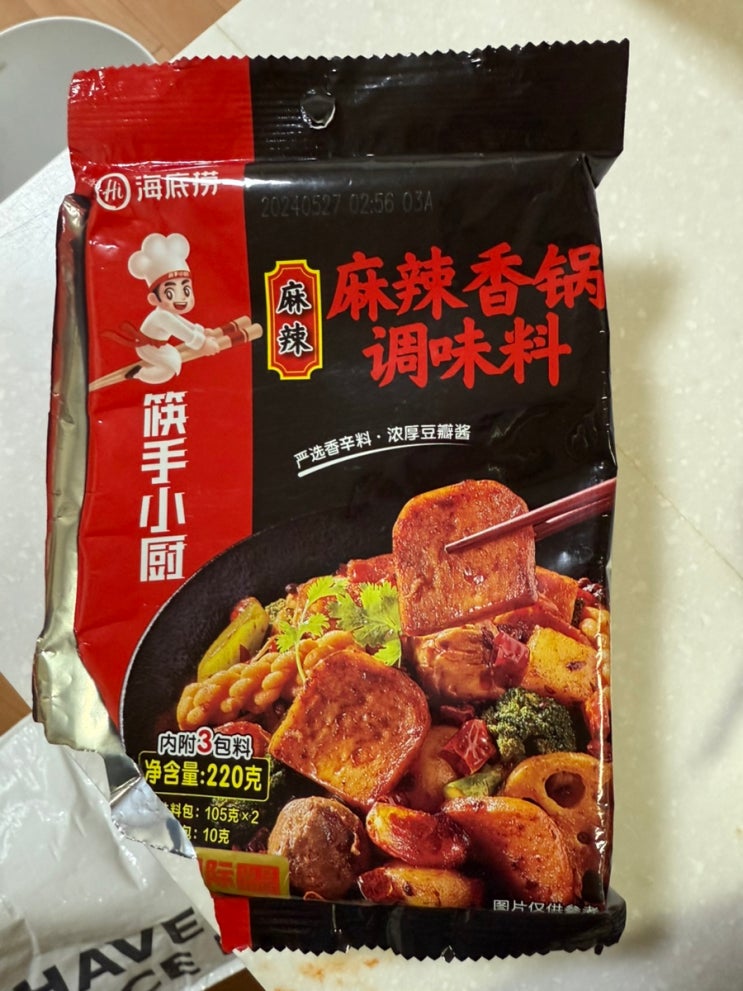 Hi 海底捞
20240527 02:56 03A
麻辣
麻辣香锅
调味料
筷手小厨
严选香辛料·浓厚豆瓣酱
内附3包料
净含量:220克
料包: 105克×2
包: 10克
图片仅供参考
HAVE
CE